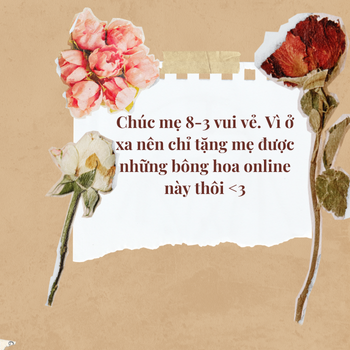 Chúc mẹ 8-3 vui vẻ. Vì ở
xa nên chỉ tặng mẹ được
những bông hoa online
này thôi <3